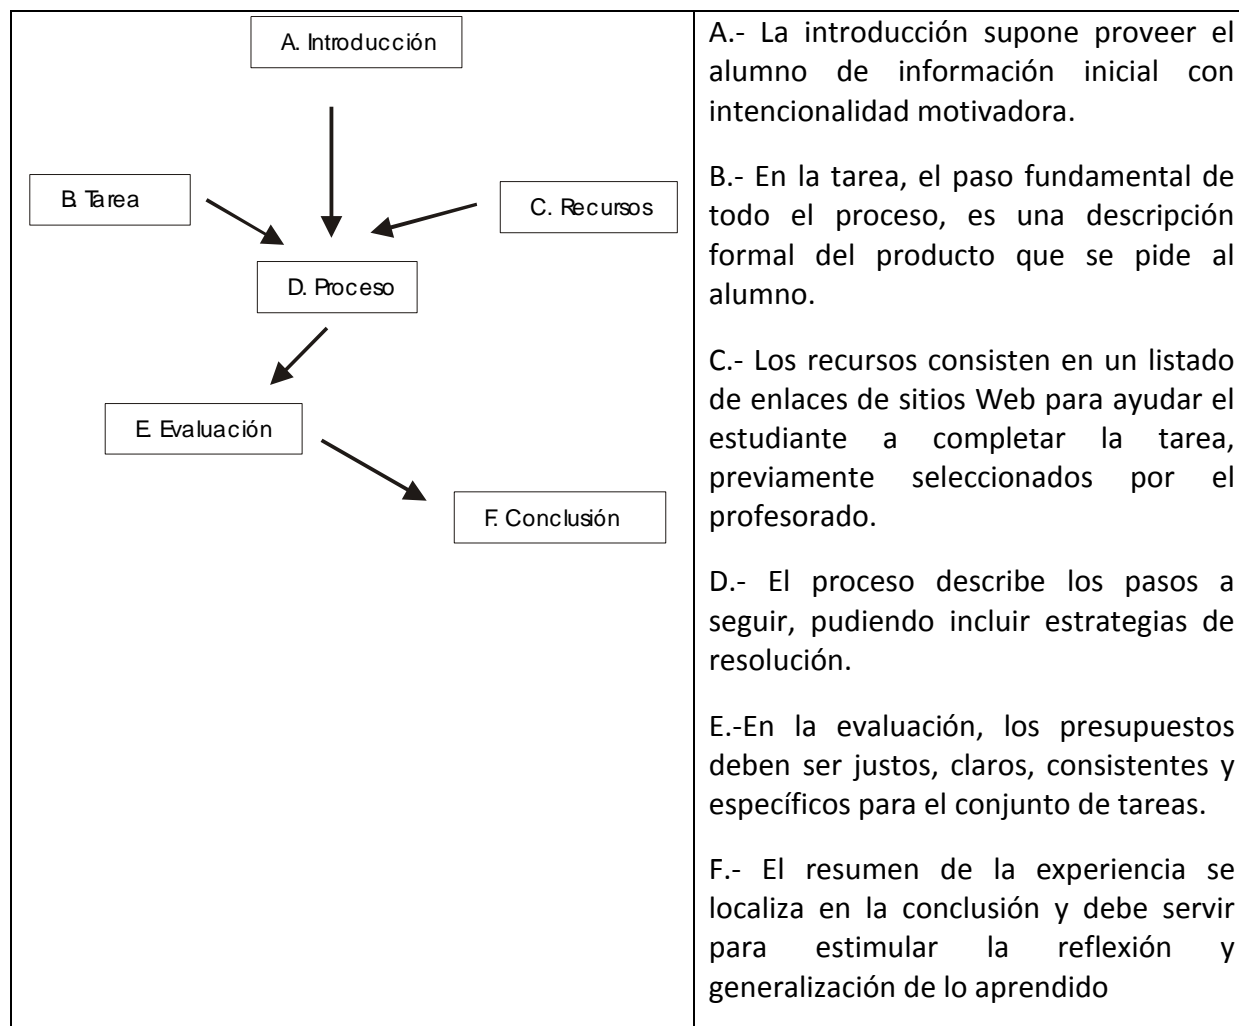 A. Introducción
B. Tarea
C. Recursos
D. Proceso
E. Evaluación
F. Conclusión
A.- La introducción supone proveer el
alumno de información inicial con
intencionalidad motivadora.
B.- En la tarea, el paso fundamental de
todo el proceso, es una descripción
formal del producto que se pide al
alumno.
C.- Los recursos consisten en un listado
de enlaces de sitios Web para ayudar el
estudiante a completar la tarea,
previamente seleccionados por el
profesorado.
D.- El proceso describe los pasos a
seguir, pudiendo incluir estrategias de
resolución.
E.-En la evaluación, los presupuestos
deben ser justos, claros, consistentes y
específicos para el conjunto de tareas.
F.- El resumen de la experiencia se
localiza en la conclusión y debe servir
para estimular la reflexión y
generalización de lo aprendido